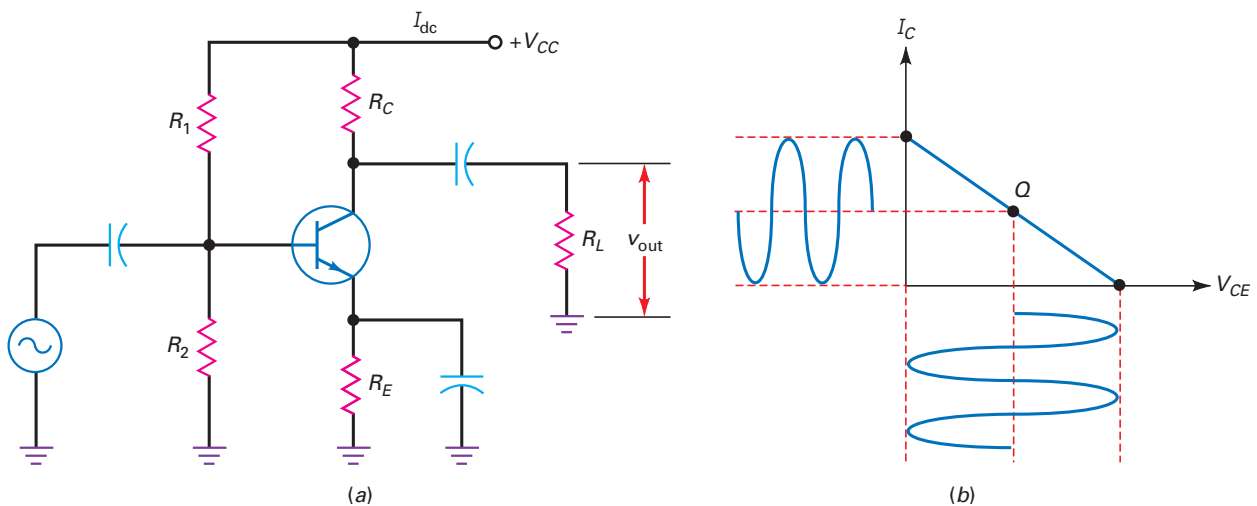 I_dc
+V_CC
R_C
R_1
R_L
v_out
R_2
R_E
(a)
I_C
Q
V_CE
(b)